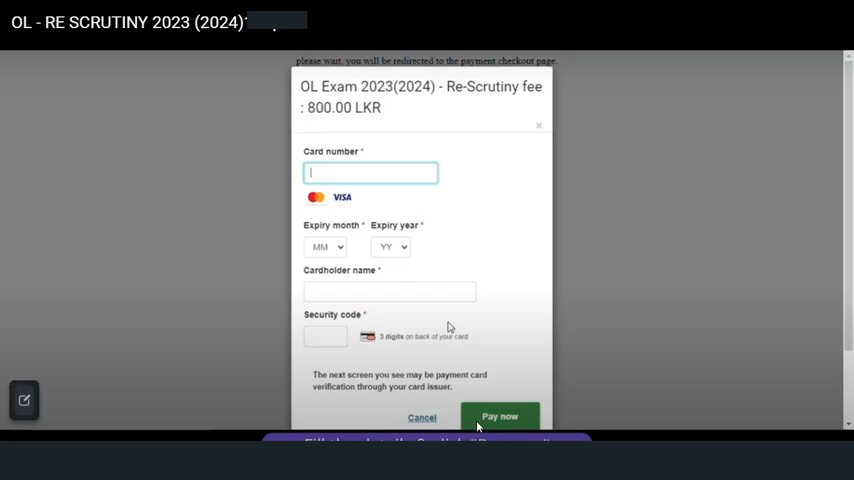 OL - RE SCRUTINY 2023 (2024)
please wait, you will be redirected to the payment checkout page.
OL Exam 2023(2024) - Re-Scrutiny fee
: 800.00 LKR
×
Card number *
VISA
Expiry month * Expiry year *
MM YY
Cardholder name *
Security code *
3 digits on back of your card
The next screen you see may be payment card
verification through your card issuer.
Cancel Pay now